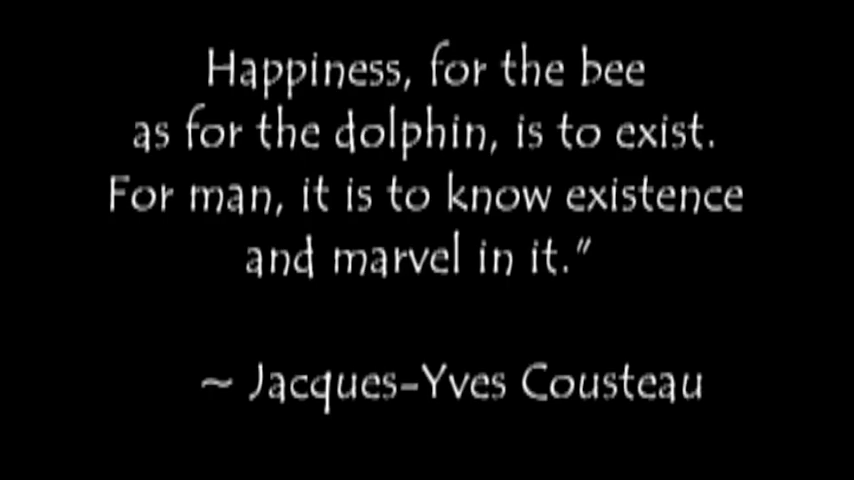 Happiness, for the bee
as for the dolphin, is to exist.
For man, it is to know existence
and marvel in it.”
~ Jacques-Yves Cousteau